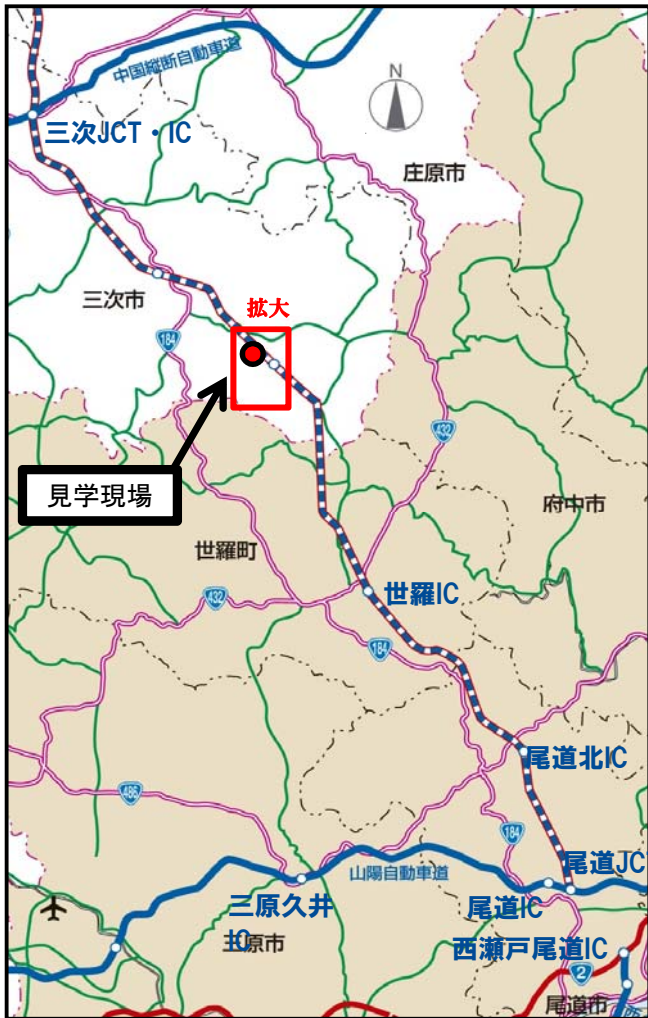 中国縦断自動車道
N
三次JCT・IC
庄原市
三次市
拡大
184
432
見学現場
府中市
世羅町
世羅IC
432
184
尾道北IC
486
184
尾道JC
山陽自動車道
三原久井
IC
尾道IC
三原市
西瀬戸尾道IC
2
尾道市